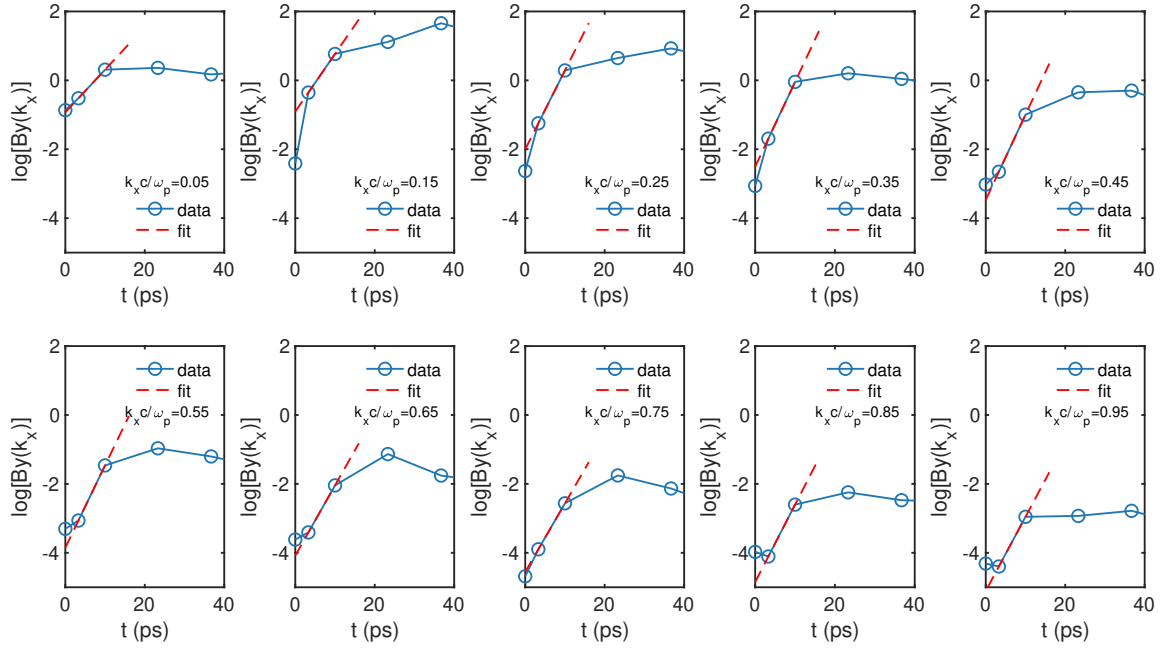 2
0
-2
-4
log[By(k_x)]
k_xc/ω_p=0.05
data
fit
0 20 40
t (ps)
2
0
-2
-4
log[By(k_x)]
k_xc/ω_p=0.15
data
fit
0 20 40
t (ps)
2
0
-2
-4
log[By(k_x)]
k_xc/ω_p=0.25
data
fit
0 20 40
t (ps)
2
0
-2
-4
log[By(k_x)]
k_xc/ω_p=0.35
data
fit
0 20 40
t (ps)
2
0
-2
-4
log[By(k_x)]
k_xc/ω_p=0.45
data
fit
0 20 40
t (ps)
2
0
-2
-4
log[By(k_x)]
data
fit
k_xc/ω_p=0.55
0 20 40
t (ps)
2
0
-2
-4
log[By(k_x)]
data
fit
k_xc/ω_p=0.65
0 20 40
t (ps)
2
0
-2
-4
log[By(k_x)]
data
fit
k_xc/ω_p=0.75
0 20 40
t (ps)
2
0
-2
-4
log[By(k_x)]
data
fit
k_xc/ω_p=0.85
0 20 40
t (ps)
2
0
-2
-4
log[By(k_x)]
data
fit
k_xc/ω_p=0.95
0 20 40
t (ps)